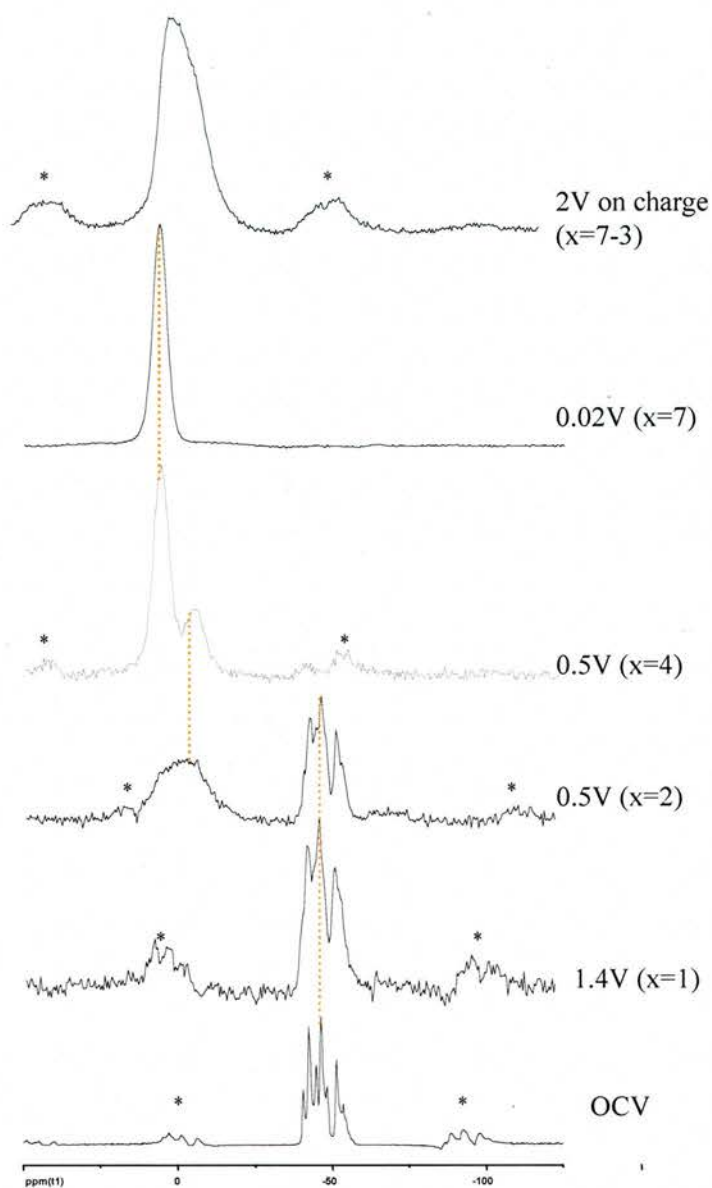 * *
2V on charge
(x=7-3)
0.02V (x=7)
* *
0.5V (x=4)
* *
0.5V (x=2)
* *
1.4V (x=1)
* *
OCV
ppm(t1) 0 -50 -100